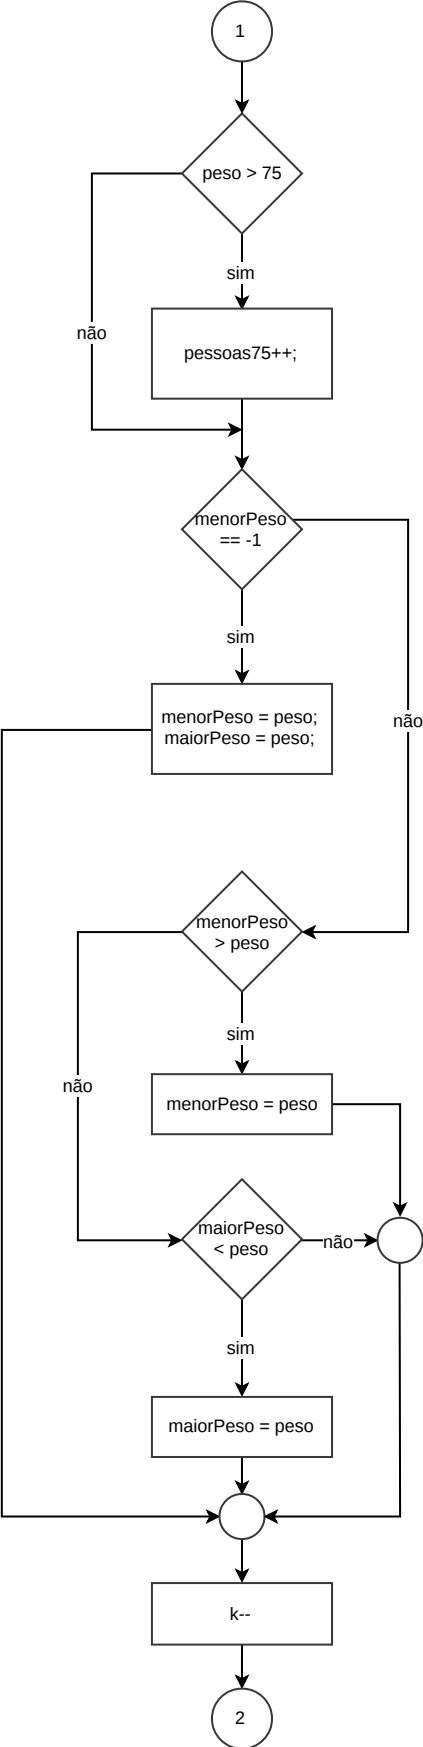 1
peso > 75
sim
não
pessoas75++;
menorPeso
== -1
sim
não
menorPeso = peso;
maiorPeso = peso;
menorPeso
> peso
sim
não
menorPeso = peso
maiorPeso
< peso
não
sim
maiorPeso = peso
k--
2